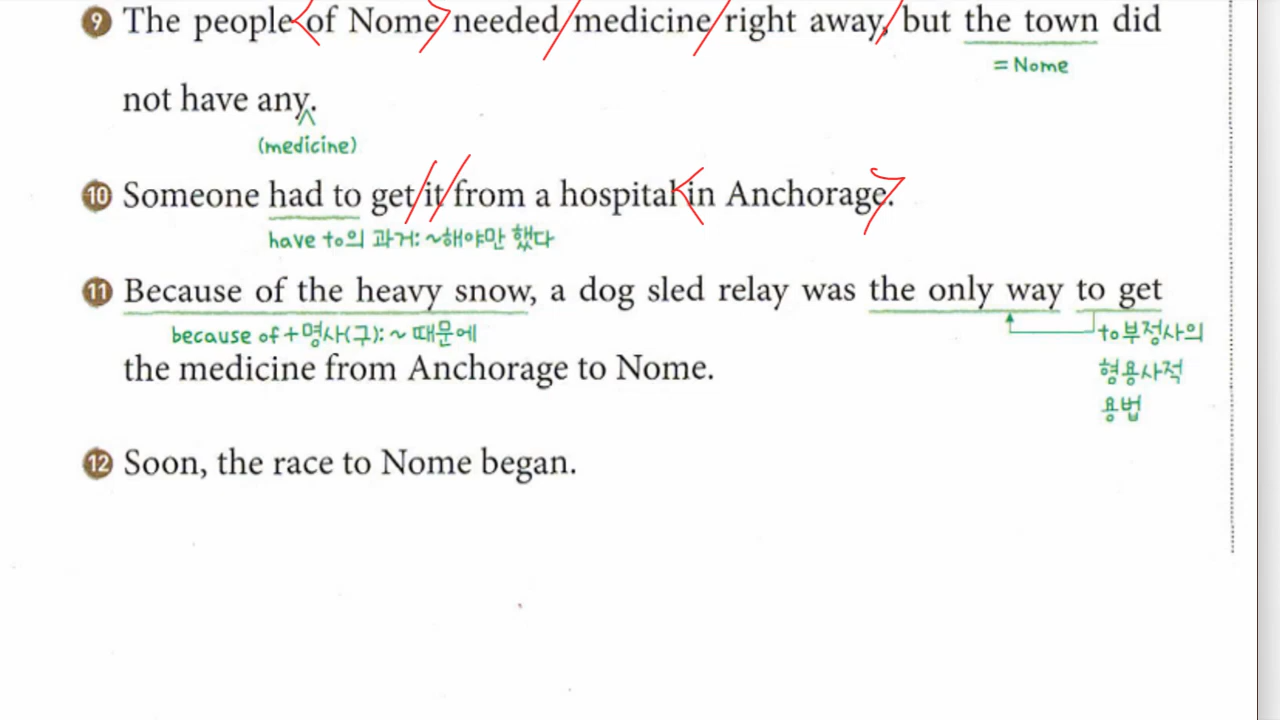 9 The people of Nome needed medicine right away, but the town did
= Nome
not have any.
(medicine)
10 Someone had to get it from a hospital in Anchorage.
have to의 과거: ~해야만 했다
11 Because of the heavy snow, a dog sled relay was the only way to get
because of+명사(구): ~ 때문에
to부정사의
the medicine from Anchorage to Nome.
형용사적
용법
12 Soon, the race to Nome began.